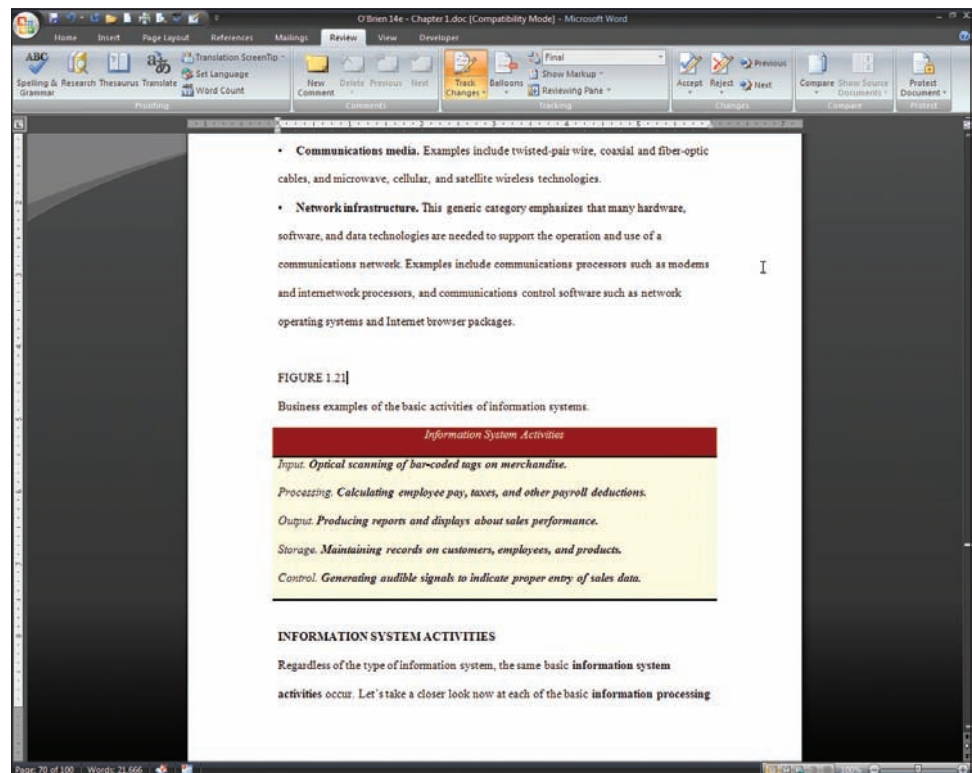 O'Brien 14e - Chapter 1.doc [Compatibility Mode] - Microsoft Word
Home Insert Page Layout References Mailings Review View Developer
ABC Translation ScreenTip Final Previous
Set Language Show Markup
Spelling & Grammar Research Thesaurus Translate Word Count New Comment Delete Previous Next Track Changes Balloons Reviewing Pane Accept Reject Next Compare Show Source Documents Protect Document
Proofing Comments Tracking Changes Compare Protect
• Communications media. Examples include twisted-pair wire, coaxial and fiber-optic
cables, and microwave, cellular, and satellite wireless technologies.
• Network infrastructure. This generic category emphasizes that many hardware,
software, and data technologies are needed to support the operation and use of a
communications network. Examples include communications processors such as modems
and internetwork processors, and communications control software such as network
operating systems and Internet browser packages.
FIGURE 1.21
Business examples of the basic activities of information systems.
Information System Activities
Input. Optical scanning of bar-coded tags on merchandise.
Processing. Calculating employee pay, taxes, and other payroll deductions.
Output. Producing reports and displays about sales performance.
Storage. Maintaining records on customers, employees, and products.
Control. Generating audible signals to indicate proper entry of sales data.
INFORMATION SYSTEM ACTIVITIES
Regardless of the type of information system, the same basic information system
activities occur. Let's take a closer look now at each of the basic information processing
Page: 70 of 100 Words: 21,666 100%